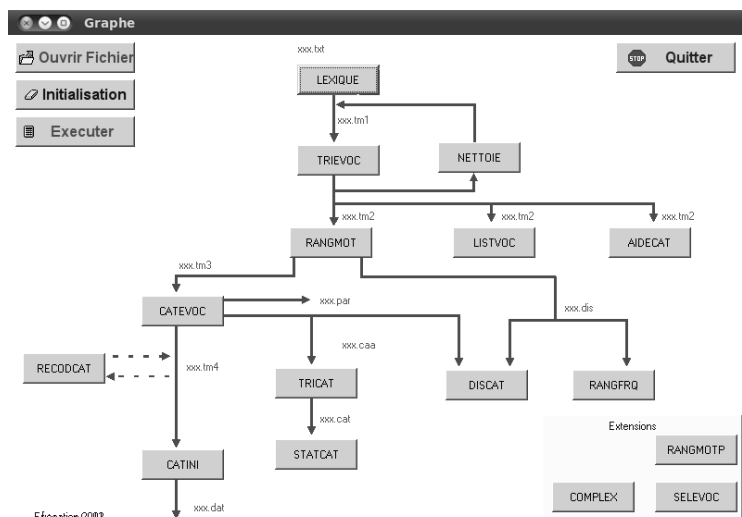 Graphe
Ouvrir Fichier
xxx.txt
Quitter
STOP
LEXIQUE
Initialisation
xxx.tm1
Executer
TRIEVOC
NETTOIE
xxx.tm2
xxx.tm2
xxx.tm2
RANGMOT
LISTVOC
AIDECAT
xxx.tm3
xxx.par
CATEVOC
xxx.dis
xxx.caa
RECODCAT
xxx.tm4
TRICAT
DISCAT
RANGFRQ
xxx.cat
Extensions
STATCAT
RANGMOTP
CATINI
COMPLEX
SELEVOC
xxx.dat